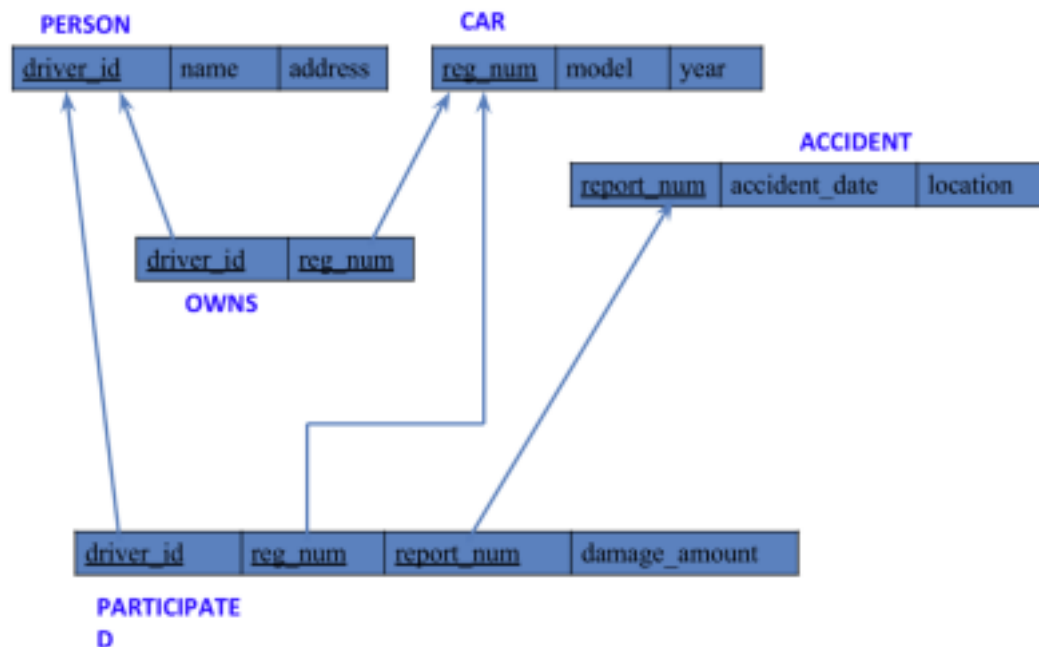 PERSON
CAR
driver_id name address
reg_num model year
ACCIDENT
report_num accident_date location
driver_id reg_num
OWNS
driver_id reg_num report_num damage_amount
PARTICIPATE
D